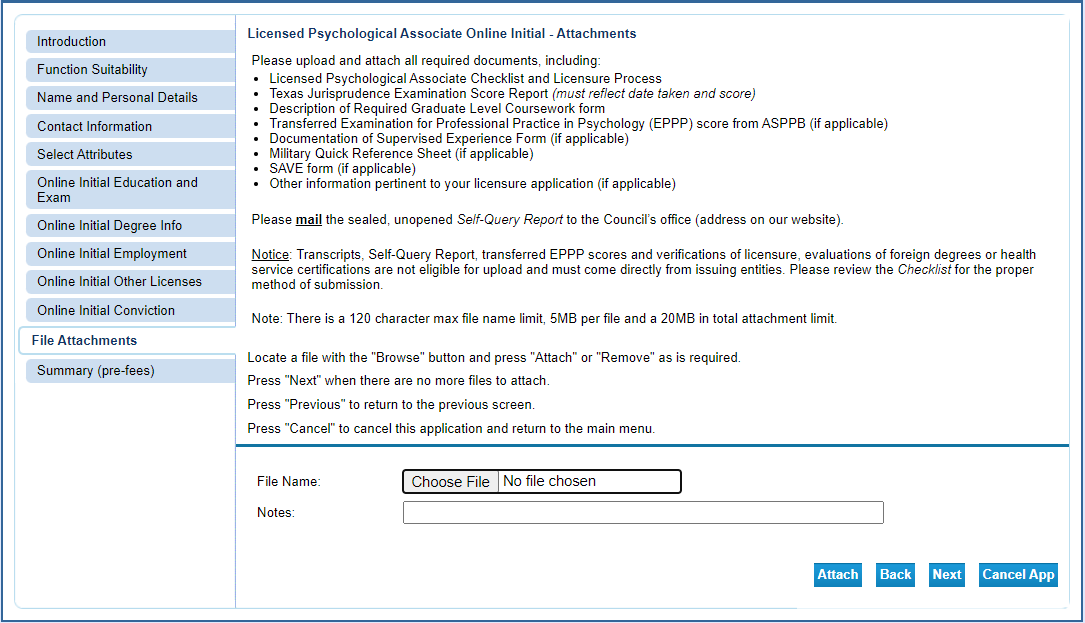 Introduction
Function Suitability
Name and Personal Details
Contact Information
Select Attributes
Online Initial Education and
Exam
Online Initial Degree Info
Online Initial Employment
Online Initial Other Licenses
Online Initial Conviction
File Attachments
Summary (pre-fees)
Licensed Psychological Associate Online Initial - Attachments
Please upload and attach all required documents, including:
• Licensed Psychological Associate Checklist and Licensure Process
• Texas Jurisprudence Examination Score Report (must reflect date taken and score)
• Description of Required Graduate Level Coursework form
• Transferred Examination for Professional Practice in Psychology (EPPP) score from ASPPB (if applicable)
• Documentation of Supervised Experience Form (if applicable)
• Military Quick Reference Sheet (if applicable)
• SAVE form (if applicable)
• Other information pertinent to your licensure application (if applicable)
Please mail the sealed, unopened Self-Query Report to the Council's office (address on our website).
Notice: Transcripts, Self-Query Report, transferred EPPP scores and verifications of licensure, evaluations of foreign degrees or health
service certifications are not eligible for upload and must come directly from issuing entities. Please review the Checklist for the proper
method of submission.
Note: There is a 120 character max file name limit, 5MB per file and a 20MB in total attachment limit.
Locate a file with the "Browse" button and press "Attach" or "Remove" as is required.
Press "Next" when there are no more files to attach.
Press "Previous" to return to the previous screen.
Press "Cancel" to cancel this application and return to the main menu.
File Name: Choose File No file chosen
Notes:
Attach Back Next Cancel App